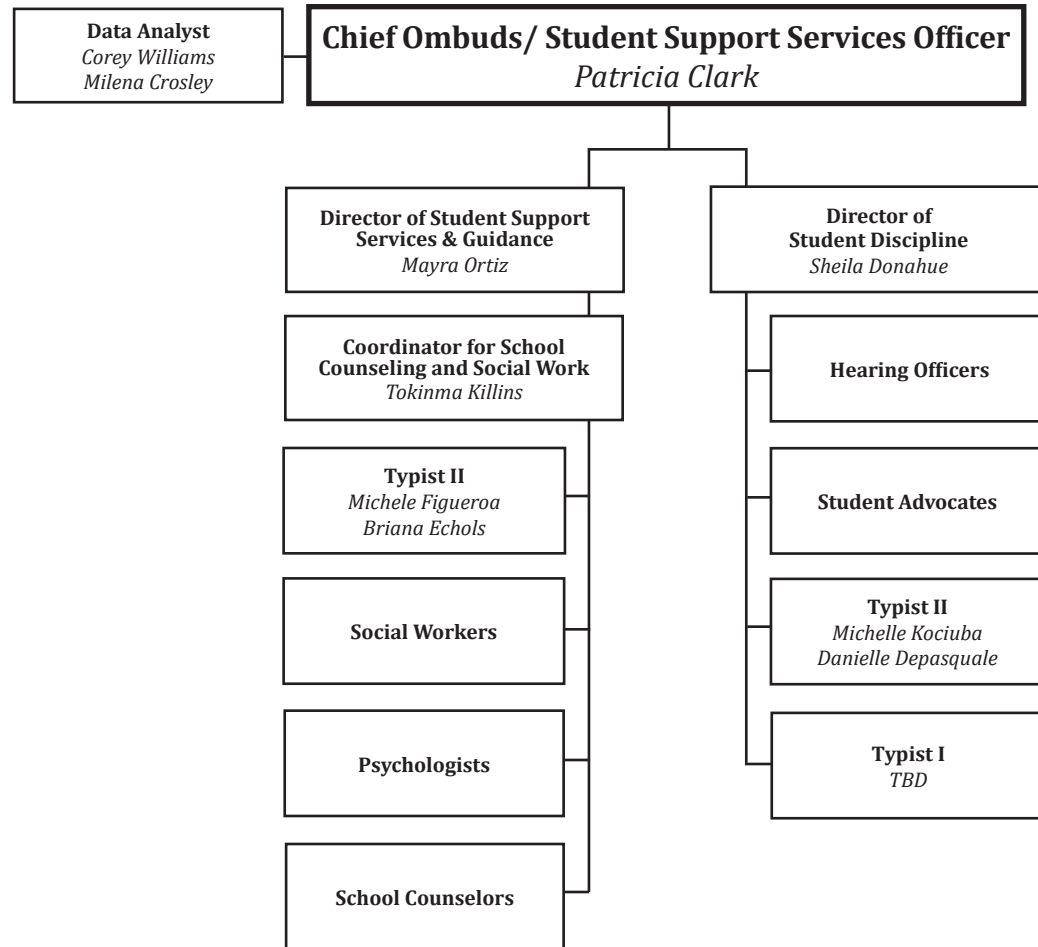 Data Analyst
Corey Williams
Milena Crosley
Chief Ombuds/ Student Support Services Officer
Patricia Clark
Director of Student Support
Services & Guidance
Mayra Ortiz
Director of
Student Discipline
Sheila Donahue
Coordinator for School
Counseling and Social Work
Tokinma Killins
Hearing Officers
Typist II
Michele Figueroa
Briana Echols
Student Advocates
Social Workers
Typist II
Michelle Kociuba
Danielle Depasquale
Psychologists
Typist I
TBD
School Counselors